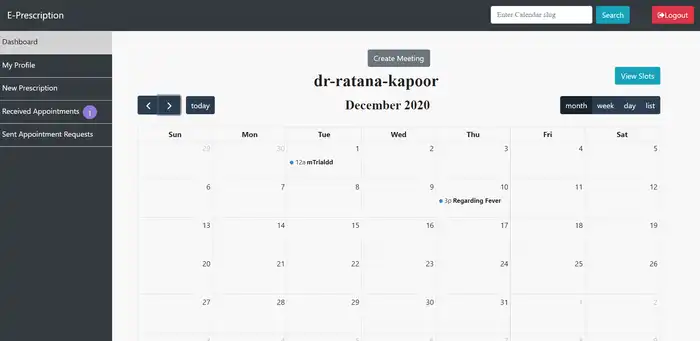 E-Prescription
Enter Calendar slug
Search
Logout
Dashboard
My Profile
New Prescription
Received Appointments 1
Sent Appointment Requests
Create Meeting
dr-ratana-kapoor
View Slots
today
December 2020
month week day list
Sun Mon Tue Wed Thu Fri Sat
29 30 1 2 3 4 5
12a mTrialdd
6 7 8 9 10 11 12
3p Regarding Fever
13 14 15 16 17 18 19
20 21 22 23 24 25 26
27 28 29 30 31 1 2